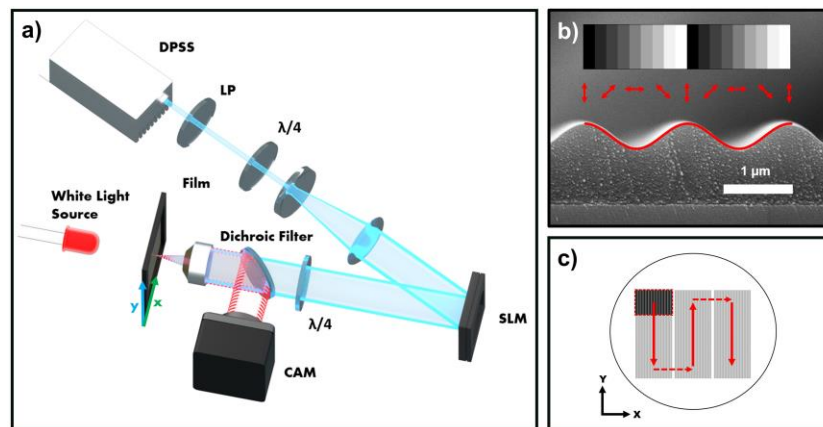 a)
DPSS
LP
λ/4
Film
White Light
Source
Dichroic Filter
y
x
λ/4
SLM
CAM
b)
1 µm
c)
Y
X